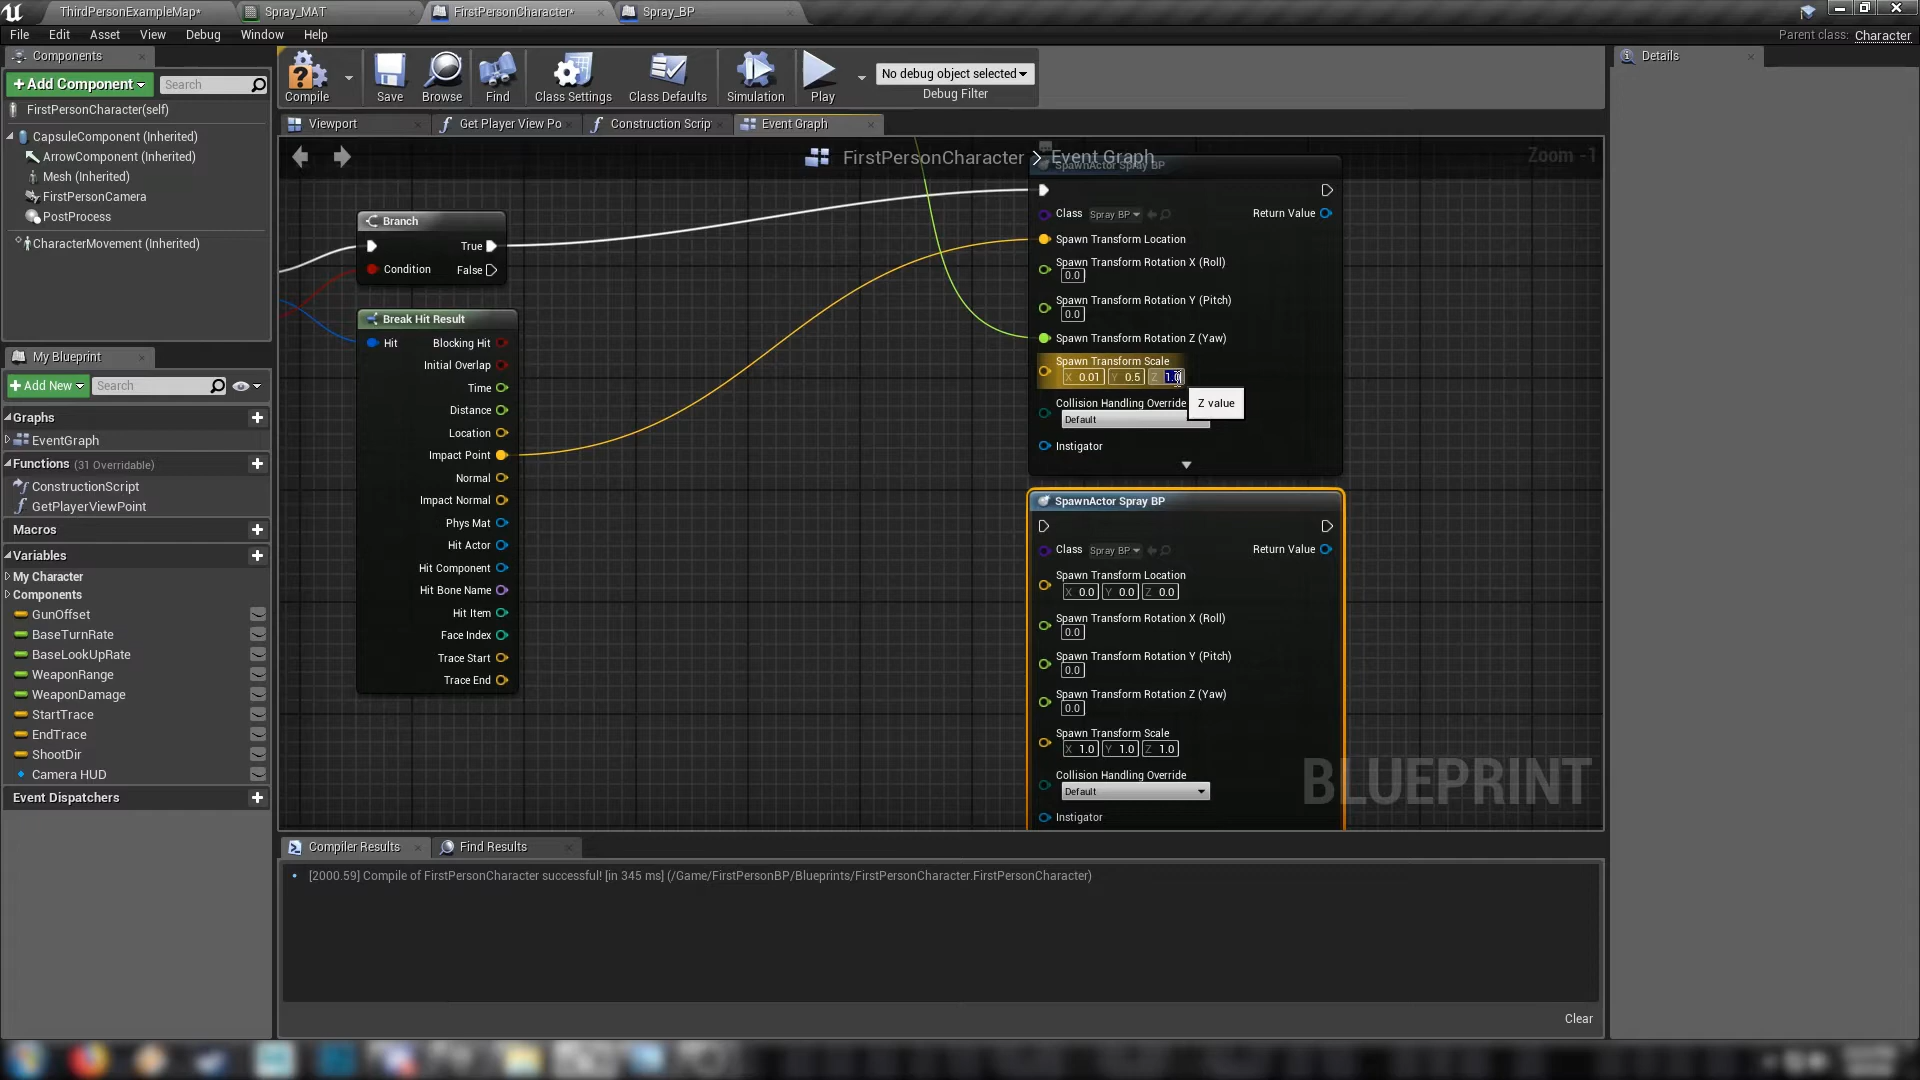 ThirdPersonExampleMap*
Spray_MAT
FirstPersonCharacter*
Spray_BP
File Edit Asset View Debug Window Help
Parent class: Character
Components
+ Add Component
Search
FirstPersonCharacter(self)
CapsuleComponent (Inherited)
ArrowComponent (Inherited)
Mesh (Inherited)
FirstPersonCamera
PostProcess
CharacterMovement (Inherited)
My Blueprint
+ Add New
Search
Graphs
EventGraph
Functions (31 Overridable)
ConstructionScript
GetPlayerViewPoint
Macros
Variables
My Character
Components
GunOffset
BaseTurnRate
BaseLookUpRate
WeaponRange
WeaponDamage
StartTrace
EndTrace
ShootDir
Camera HUD
Event Dispatchers
Compile
Save
Browse
Find
Class Settings
Class Defaults
Simulation
Play
No debug object selected
Debug Filter
Viewport
Get Player View Po
Construction Scrip
Event Graph
FirstPersonCharacter > Event Graph
Zoom -1
Branch
True
Condition
False
Break Hit Result
Hit
Blocking Hit
Initial Overlap
Time
Distance
Location
Impact Point
Normal
Impact Normal
Phys Mat
Hit Actor
Hit Component
Hit Bone Name
Hit Item
Face Index
Trace Start
Trace End
SpawnActor Spray BP
Class Spray BP
Return Value
Spawn Transform Location
Spawn Transform Rotation X (Roll)
0.0
Spawn Transform Rotation Y (Pitch)
0.0
Spawn Transform Rotation Z (Yaw)
Spawn Transform Scale
X 0.01 Y 0.5 Z 1.0
Collision Handling Override
Default
Z value
Instigator
SpawnActor Spray BP
Class Spray BP
Return Value
Spawn Transform Location
X 0.0 Y 0.0 Z 0.0
Spawn Transform Rotation X (Roll)
0.0
Spawn Transform Rotation Y (Pitch)
0.0
Spawn Transform Rotation Z (Yaw)
0.0
Spawn Transform Scale
X 1.0 Y 1.0 Z 1.0
Collision Handling Override
Default
Instigator
BLUEPRINT
Compiler Results
Find Results
[2000.59] Compile of FirstPersonCharacter successful! [in 345 ms] (/Game/FirstPersonBP/Blueprints/FirstPersonCharacter.FirstPersonCharacter)
Clear
Details